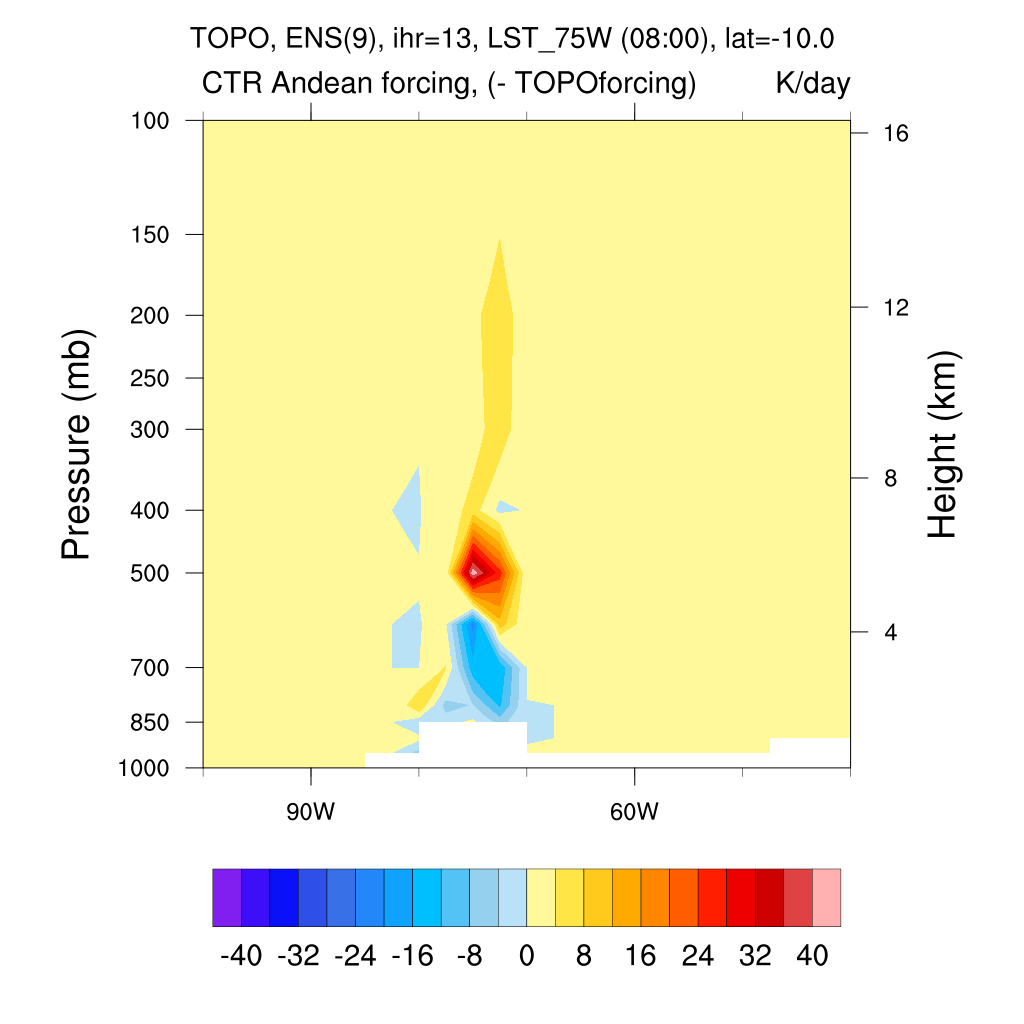 TOPO, ENS(9), ihr=13, LST_75W (08:00), lat=-10.0
CTR Andean forcing, (- TOPOforcing) K/day
Pressure (mb)
100
150
200
250
300
400
500
700
850
1000
16
12
8
4
Height (km)
90W 60W
-40 -32 -24 -16 -8 0 8 16 24 32 40